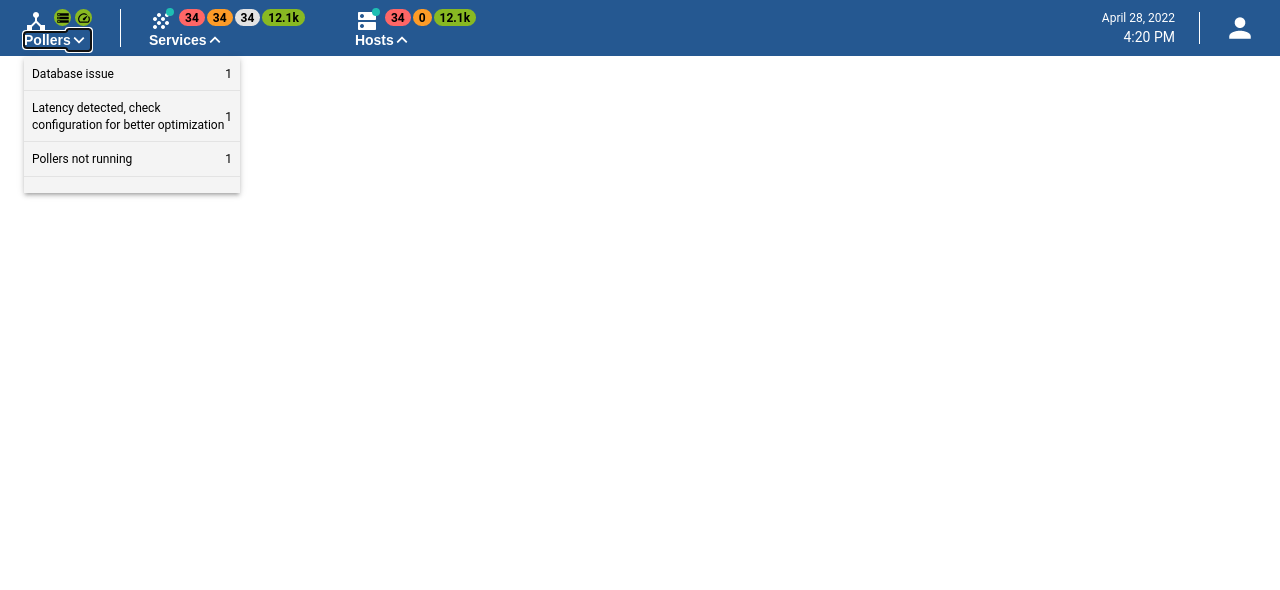 34 34 34 12.1k
34 0 12.1k
April 28, 2022
Pollers
Services
Hosts
4:20 PM
Database issue 1
Latency detected, check
configuration for better optimization 1
Pollers not running 1